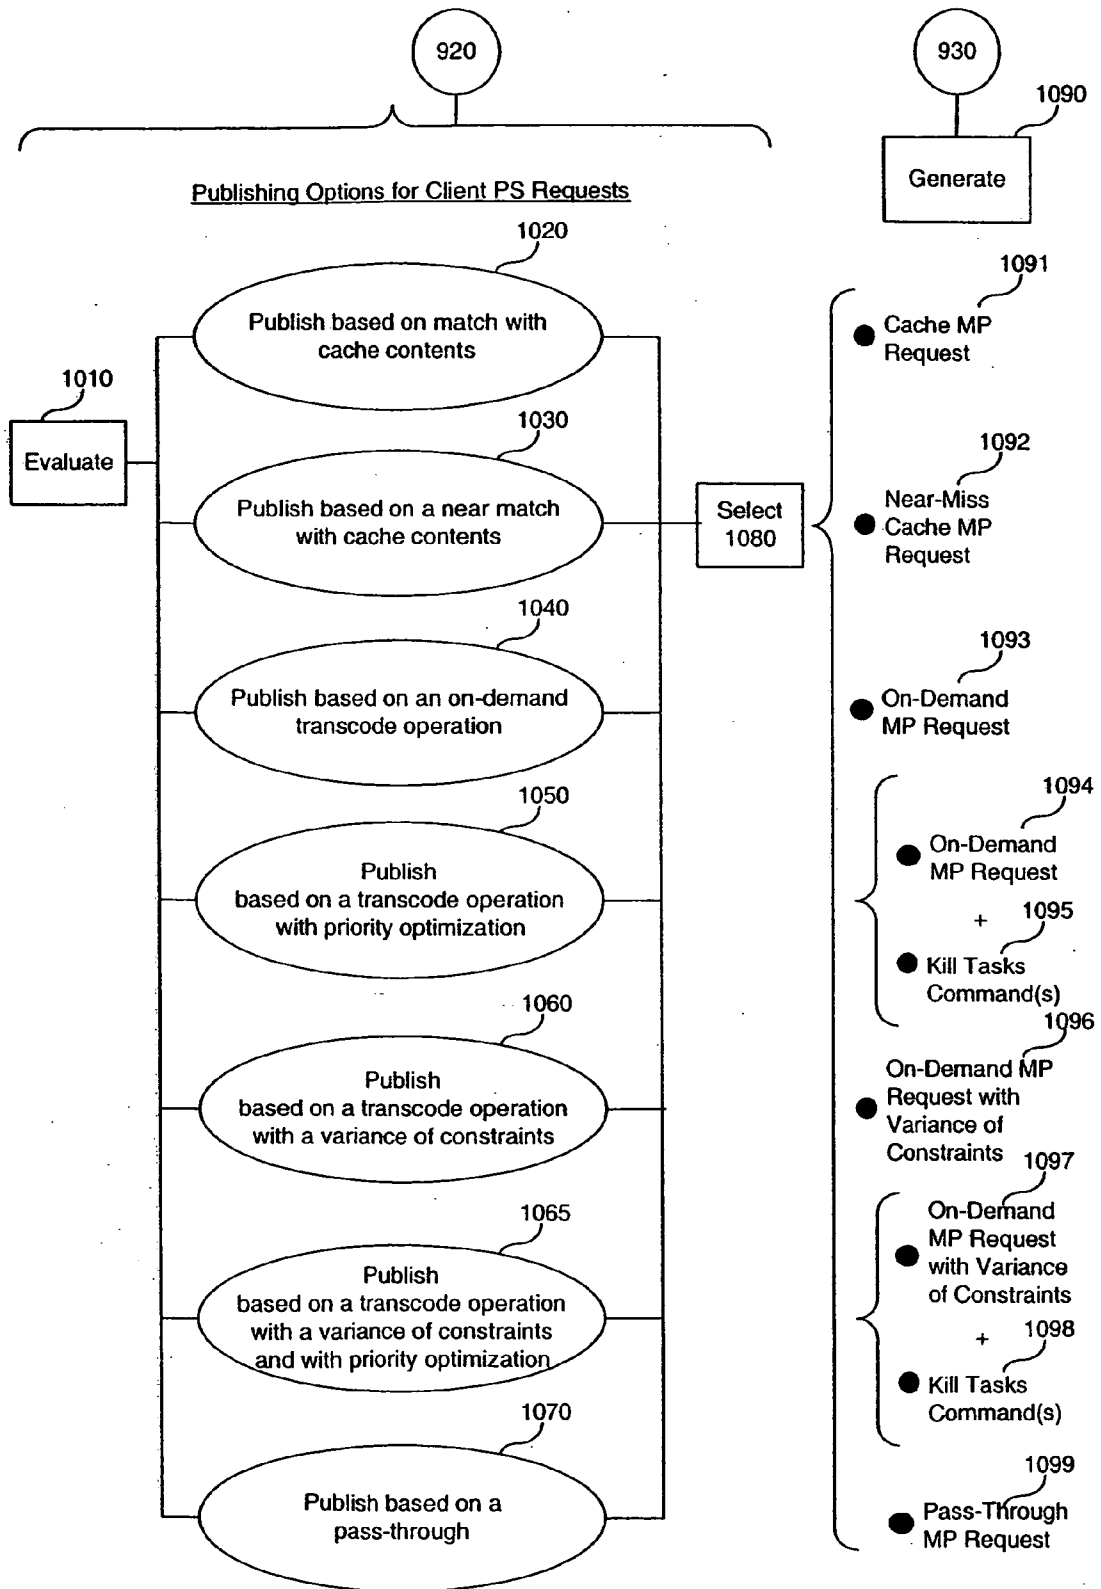 920
930
1090
Generate
Publishing Options for Client PS Requests
1020
Publish based on match with
cache contents
1010
Evaluate
1030
Publish based on a near match
with cache contents
Select
1080
1040
Publish based on an on-demand
transcode operation
1050
Publish
based on a transcode operation
with priority optimization
1060
Publish
based on a transcode operation
with a variance of constraints
1065
Publish
based on a transcode operation
with a variance of constraints
and with priority optimization
1070
Publish based on a
pass-through
1091
Cache MP
Request
1092
Near-Miss
Cache MP
Request
1093
On-Demand
MP Request
1094
On-Demand
MP Request
+
1095
Kill Tasks
Command(s)
1096
On-Demand MP
Request with
Variance of
Constraints
1097
On-Demand
MP Request
with Variance
of Constraints
+
1098
Kill Tasks
Command(s)
1099
Pass-Through
MP Request